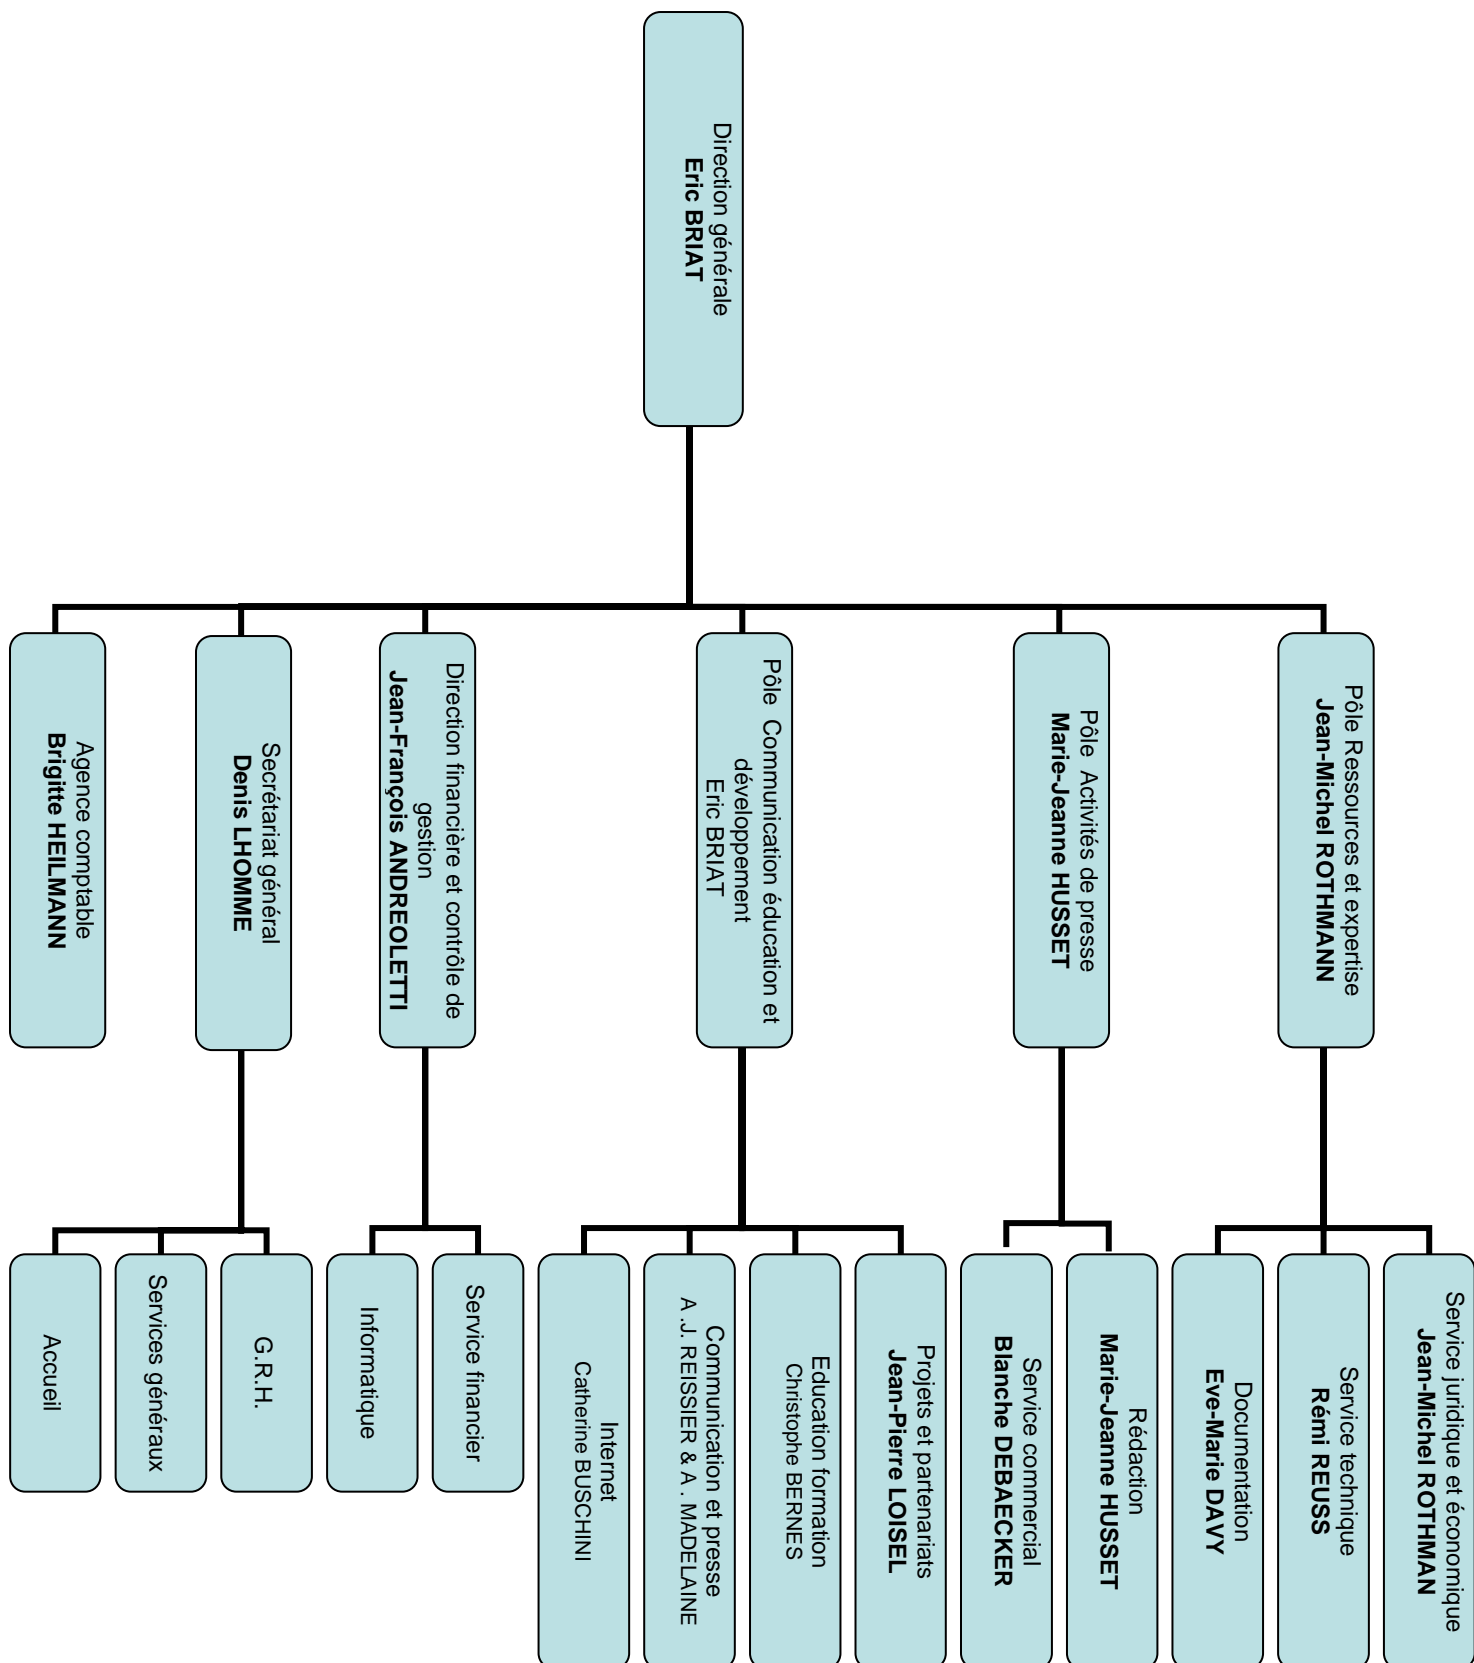 Direction générale
Eric BRIAT
Agence comptable
Brigitte HEILMANN
Secrétariat général
Denis LHOMME
Direction financière et contrôle de
gestion
Jean-François ANDREOLETTI
Pôle Communication éducation et
développement
Eric BRIAT
Pôle Activités de presse
Marie-Jeanne HUSSET
Pôle Ressources et expertise
Jean-Michel ROTHMANN
Accueil
Services généraux
G.R.H.
Informatique
Service financier
Internet
Catherine BUSCHINI
Communication et presse
A .J. REISSIER & A . MADELAINE
Education formation
Christophe BERNES
Projets et partenariats
Jean-Pierre LOISEL
Service commercial
Blanche DEBAECKER
Rédaction
Marie-Jeanne HUSSET
Documentation
Eve-Marie DAVY
Service technique
Rémi REUSS
Service juridique et économique
Jean-Michel ROTHMAN